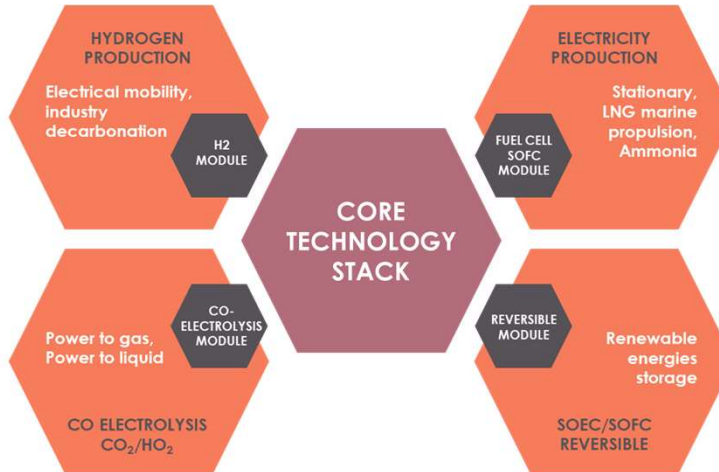 HYDROGEN
PRODUCTION
Electrical mobility,
industry
decarbonation
H2
MODULE
ELECTRICITY
PRODUCTION
Stationary,
LNG marine
propulsion,
Ammonia
FUEL CELL
SOFC
MODULE
CORE
TECHNOLOGY
STACK
CO-
ELECTROLYSIS
MODULE
Power to gas,
Power to liquid
CO ELECTROLYSIS
CO₂/HO₂
REVERSIBLE
MODULE
Renewable
energies
storage
SOEC/SOFC
REVERSIBLE